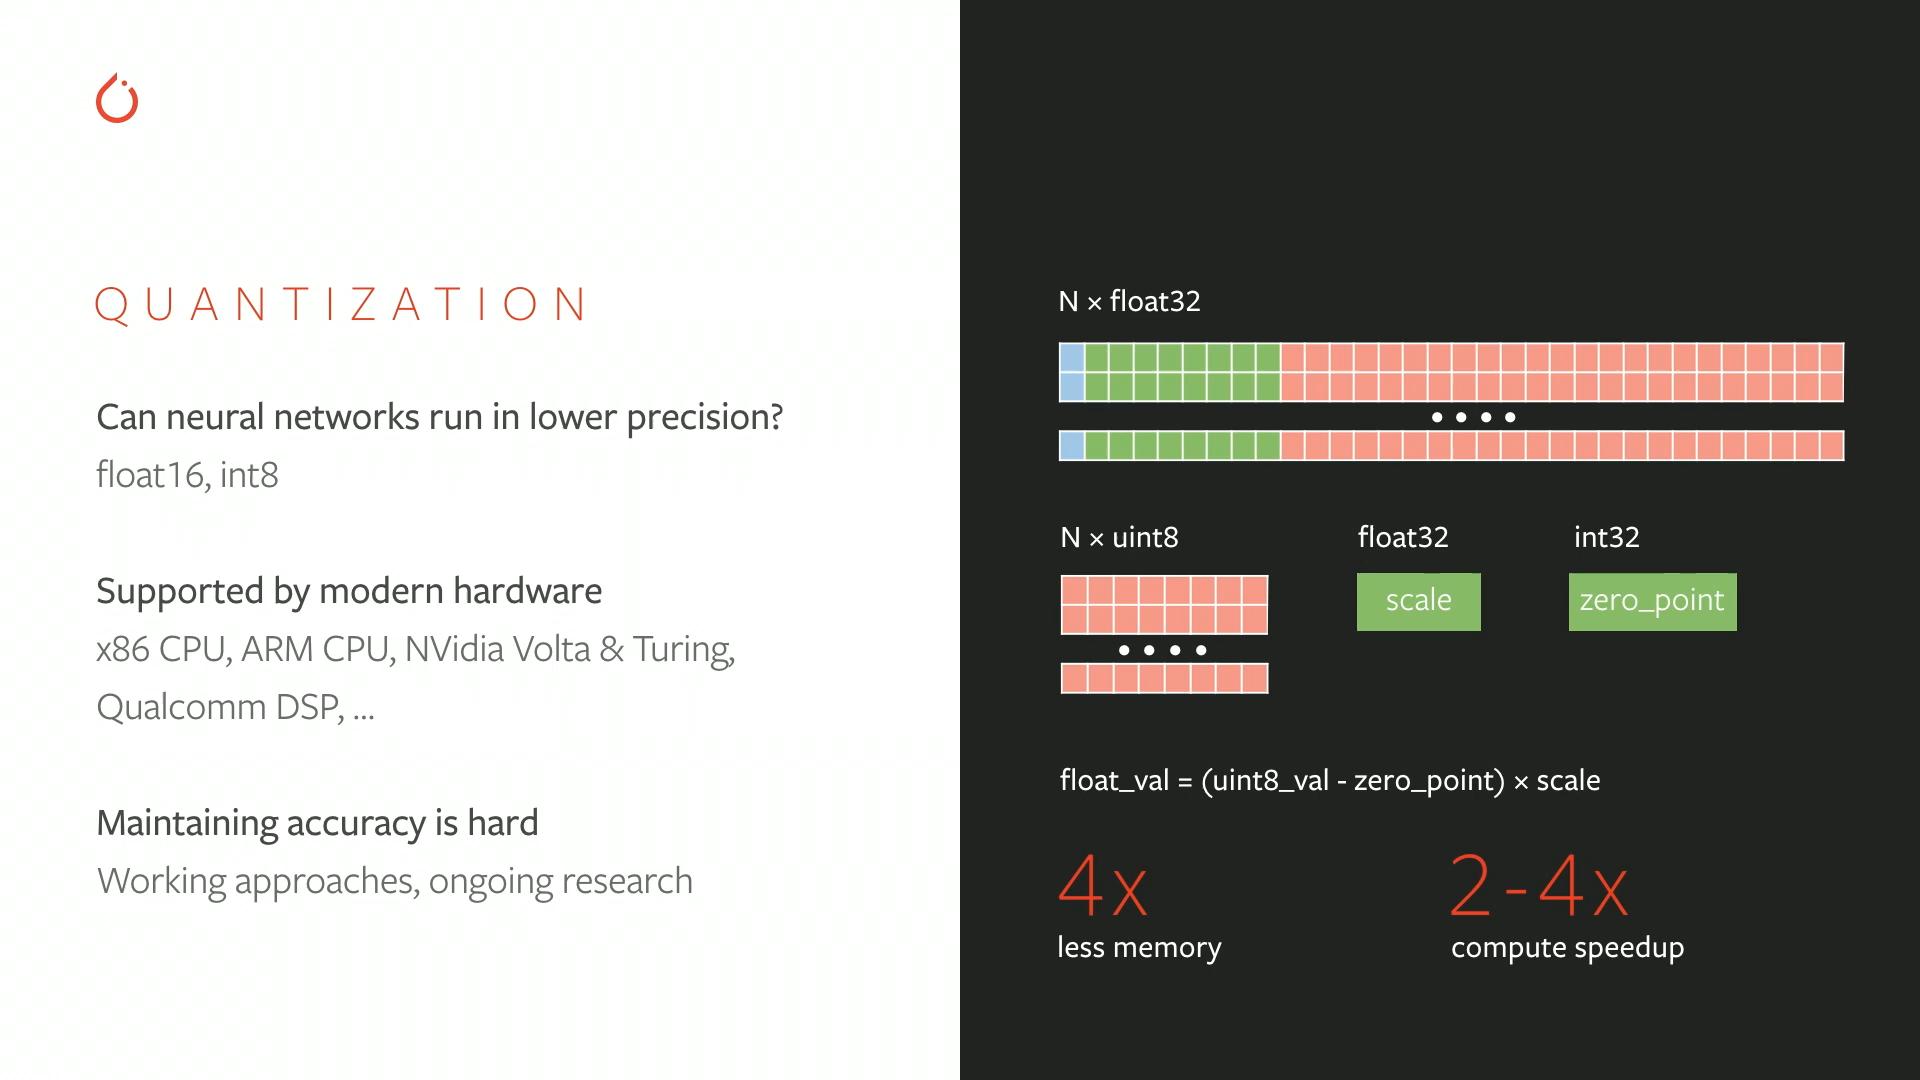 QUANTIZATION
Can neural networks run in lower precision?
float16, int8
Supported by modern hardware
x86 CPU, ARM CPU, NVidia Volta & Turing,
Qualcomm DSP, ...
Maintaining accuracy is hard
Working approaches, ongoing research
N × float32
N × uint8
float32
int32
scale
zero_point
float_val = (uint8_val - zero_point) × scale
4x
less memory
2-4x
compute speedup